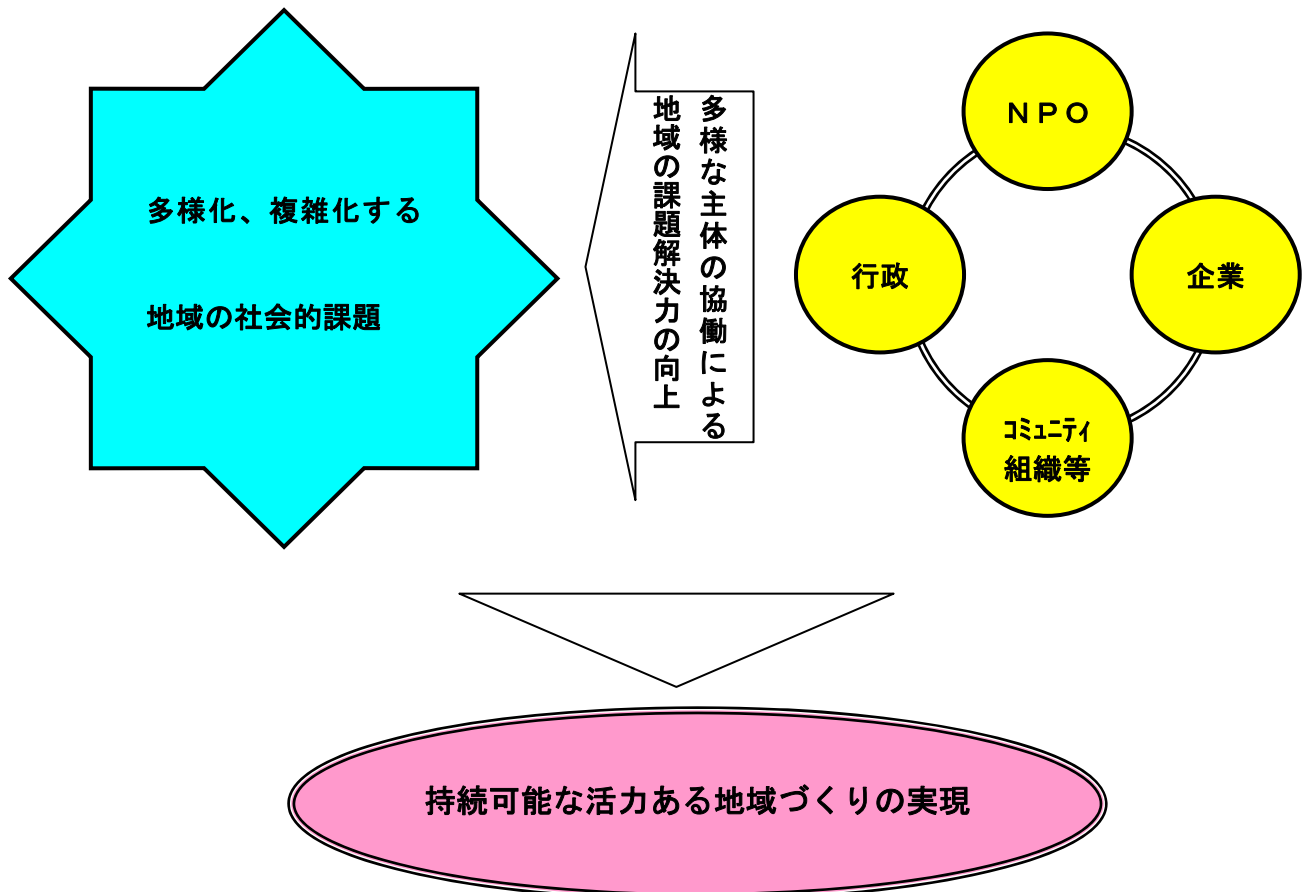 多様化、複雑化する
地域の社会的課題
多様な主体の協働による
地域の課題解決力の向上
ＮＰＯ
行政
企業
ｺﾐｭﾆﾃｨ
組織等
持続可能な活力ある地域づくりの実現